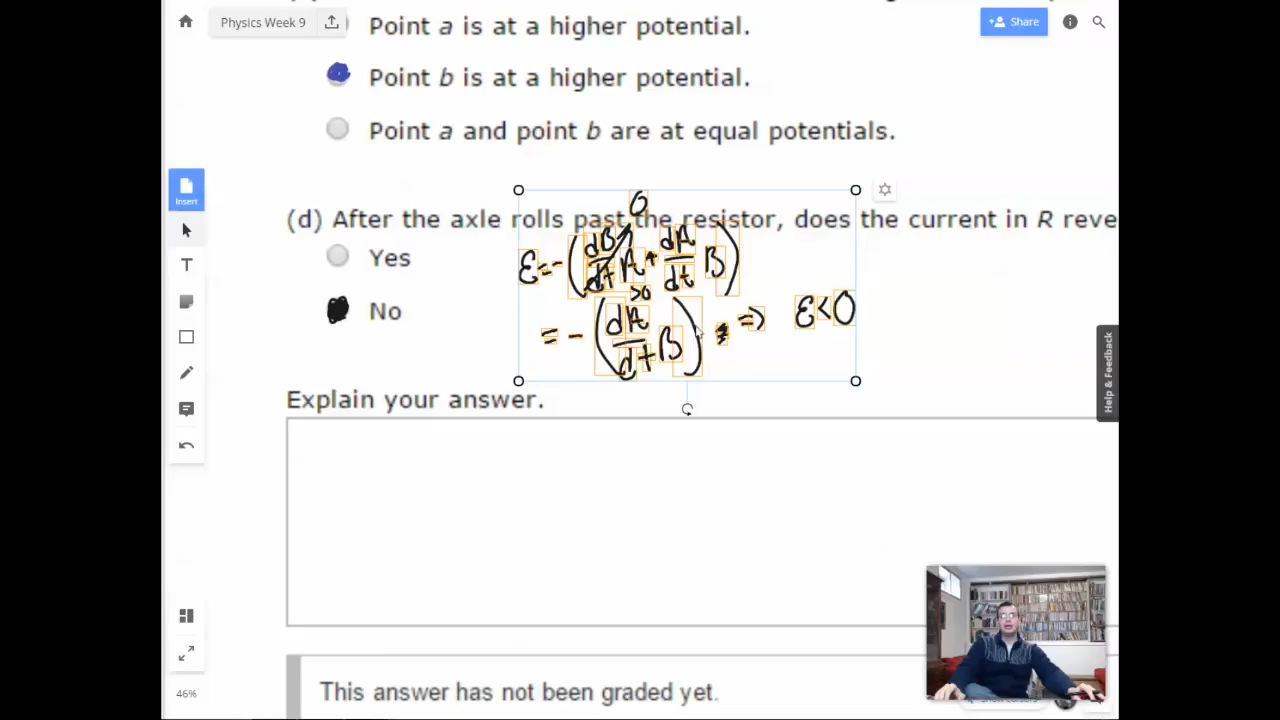 Physics Week 9
Share
Point a is at a higher potential.
Point b is at a higher potential.
Point a and point b are at equal potentials.
Insert
(d) After the axle rolls past the resistor, does the current in R reve
0
ε = - (dB/dt A + dA/dt B)
>0
= - (dA/dt B) => ε < 0
Yes
No
T
Help & Feedback
Explain your answer.
This answer has not been graded yet.
46%